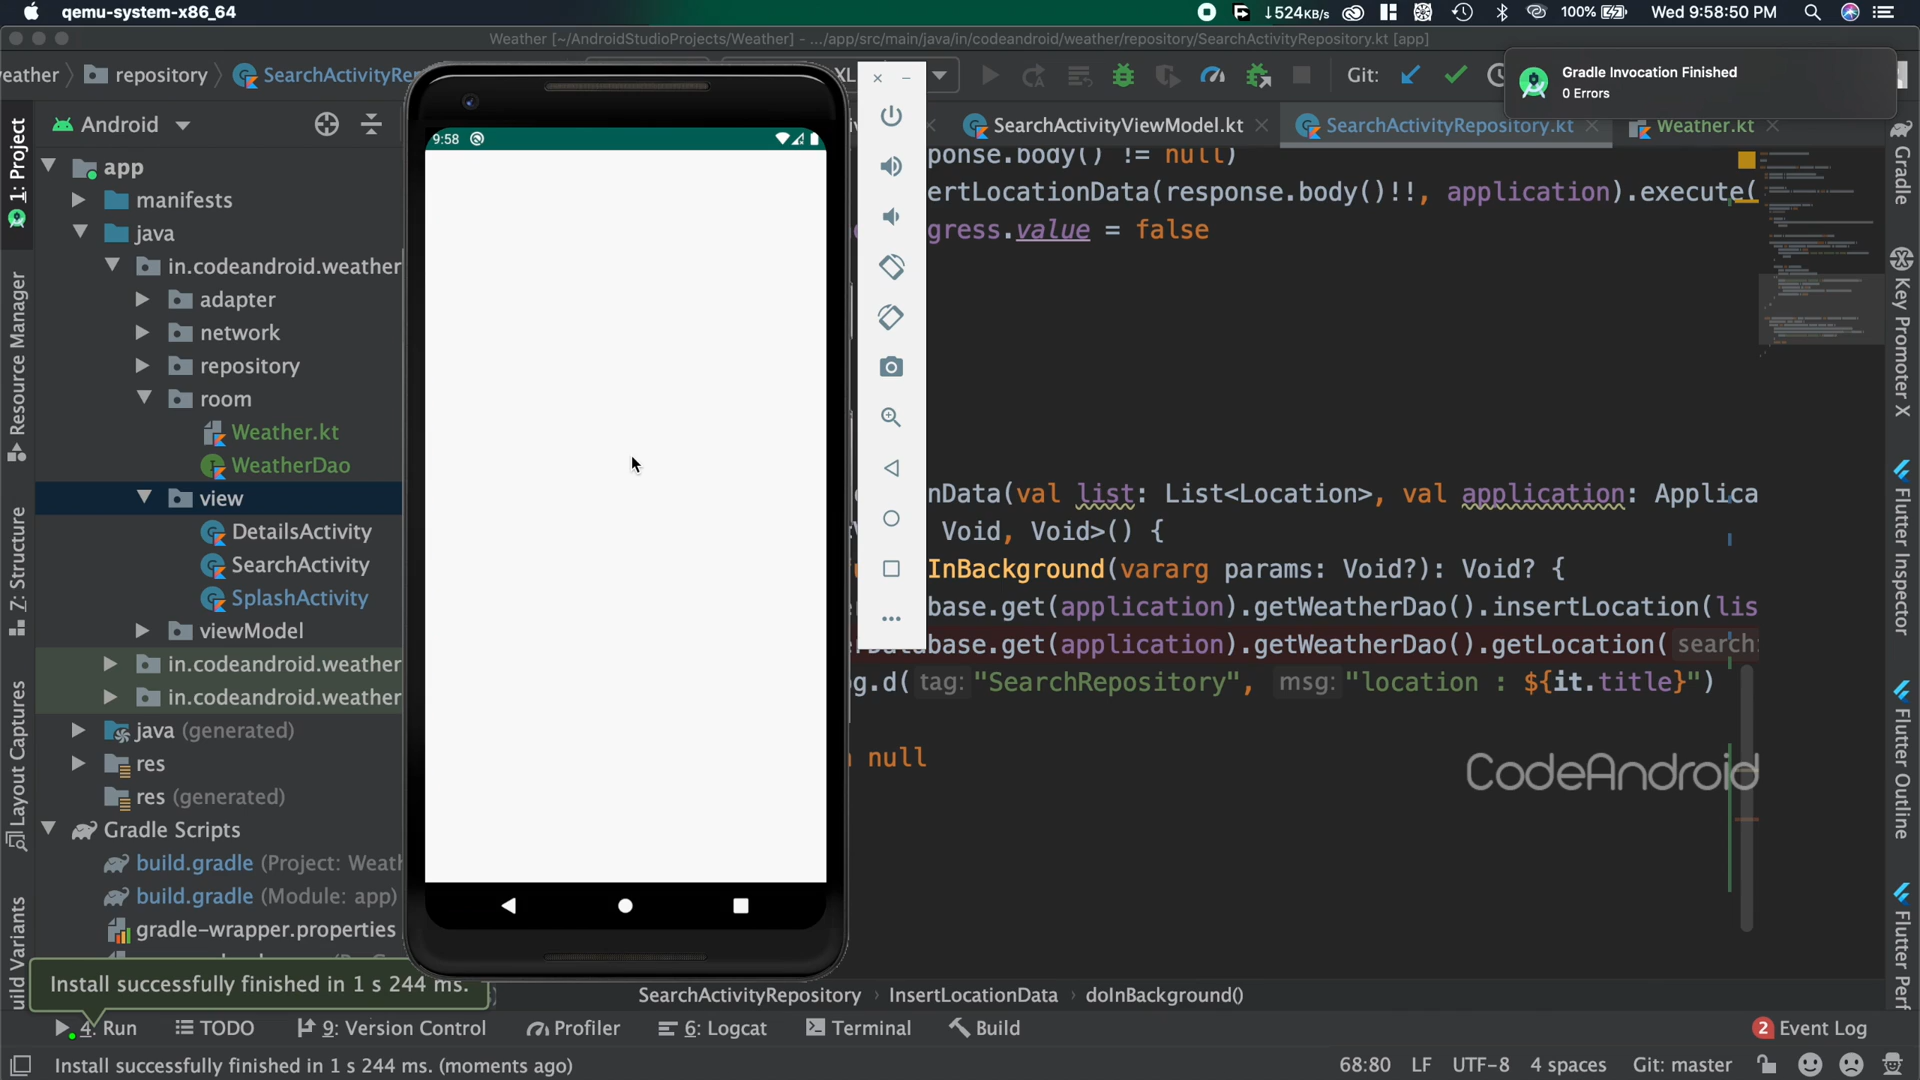 qemu-system-x86_64
↓524KB/s
100%
Wed 9:58:50 PM
Weather [~/AndroidStudioProjects/Weather] - .../app/src/main/java/in/codeandroid/weather/repository/SearchActivityRepository.kt [app]
eather
repository
SearchActivityRe
XL
Git:
Gradle Invocation Finished
0 Errors
Android
SearchActivityViewModel.kt
SearchActivityRepository.kt
Weather.kt
1: Project
Resource Manager
Z: Structure
Layout Captures
uild Variants
app
manifests
java
in.codeandroid.weather
adapter
network
repository
room
Weather.kt
WeatherDao
view
DetailsActivity
SearchActivity
SplashActivity
viewModel
in.codeandroid.weather
in.codeandroid.weather
java (generated)
res
res (generated)
Gradle Scripts
build.gradle (Project: Weath
build.gradle (Module: app)
gradle-wrapper.properties
9:58
ponse.body() != null)
ertLocationData(response.body()!!, application).execute(
gress.value = false
nData(val list: List<Location>, val application: Applica
Void, Void>() {
InBackground(vararg params: Void?): Void? {
base.get(application).getWeatherDao().insertLocation(lis
base.get(application).getWeatherDao().getLocation( search:
g.d( tag: "SearchRepository", msg: "location : ${it.title}")
null
CodeAndroid
Gradle
Key Promoter X
Flutter Inspector
Flutter Outline
Flutter Perf
Install successfully finished in 1 s 244 ms.
SearchActivityRepository
InsertLocationData
doInBackground()
4: Run
TODO
9: Version Control
Profiler
6: Logcat
Terminal
Build
2 Event Log
Install successfully finished in 1 s 244 ms. (moments ago)
68:80
LF
UTF-8
4 spaces
Git: master